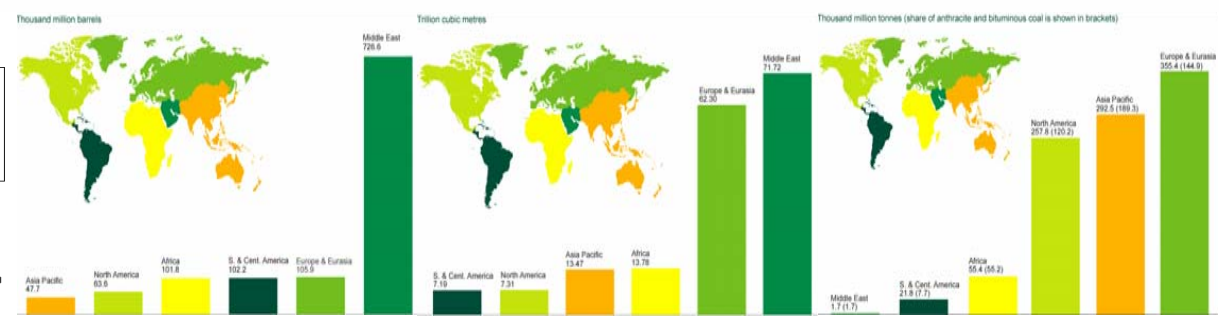 Thousand million barrels
Middle East
726.6
Asia Pacific
47.7
North America
63.6
Africa
101.8
S. & Cent. America
102.2
Europe & Eurasia
105.9
Trillion cubic metres
S. & Cent. America
7.19
North America
7.31
Asia Pacific
13.47
Africa
13.78
Europe & Eurasia
62.30
Middle East
71.72
Thousand million tonnes (share of anthracite and bituminous coal is shown in brackets)
Middle East
1.7 (1.7)
S. & Cent. America
21.8 (7.7)
Africa
55.4 (55.2)
North America
257.8 (120.2)
Asia Pacific
292.5 (189.3)
Europe & Eurasia
355.4 (144.9)